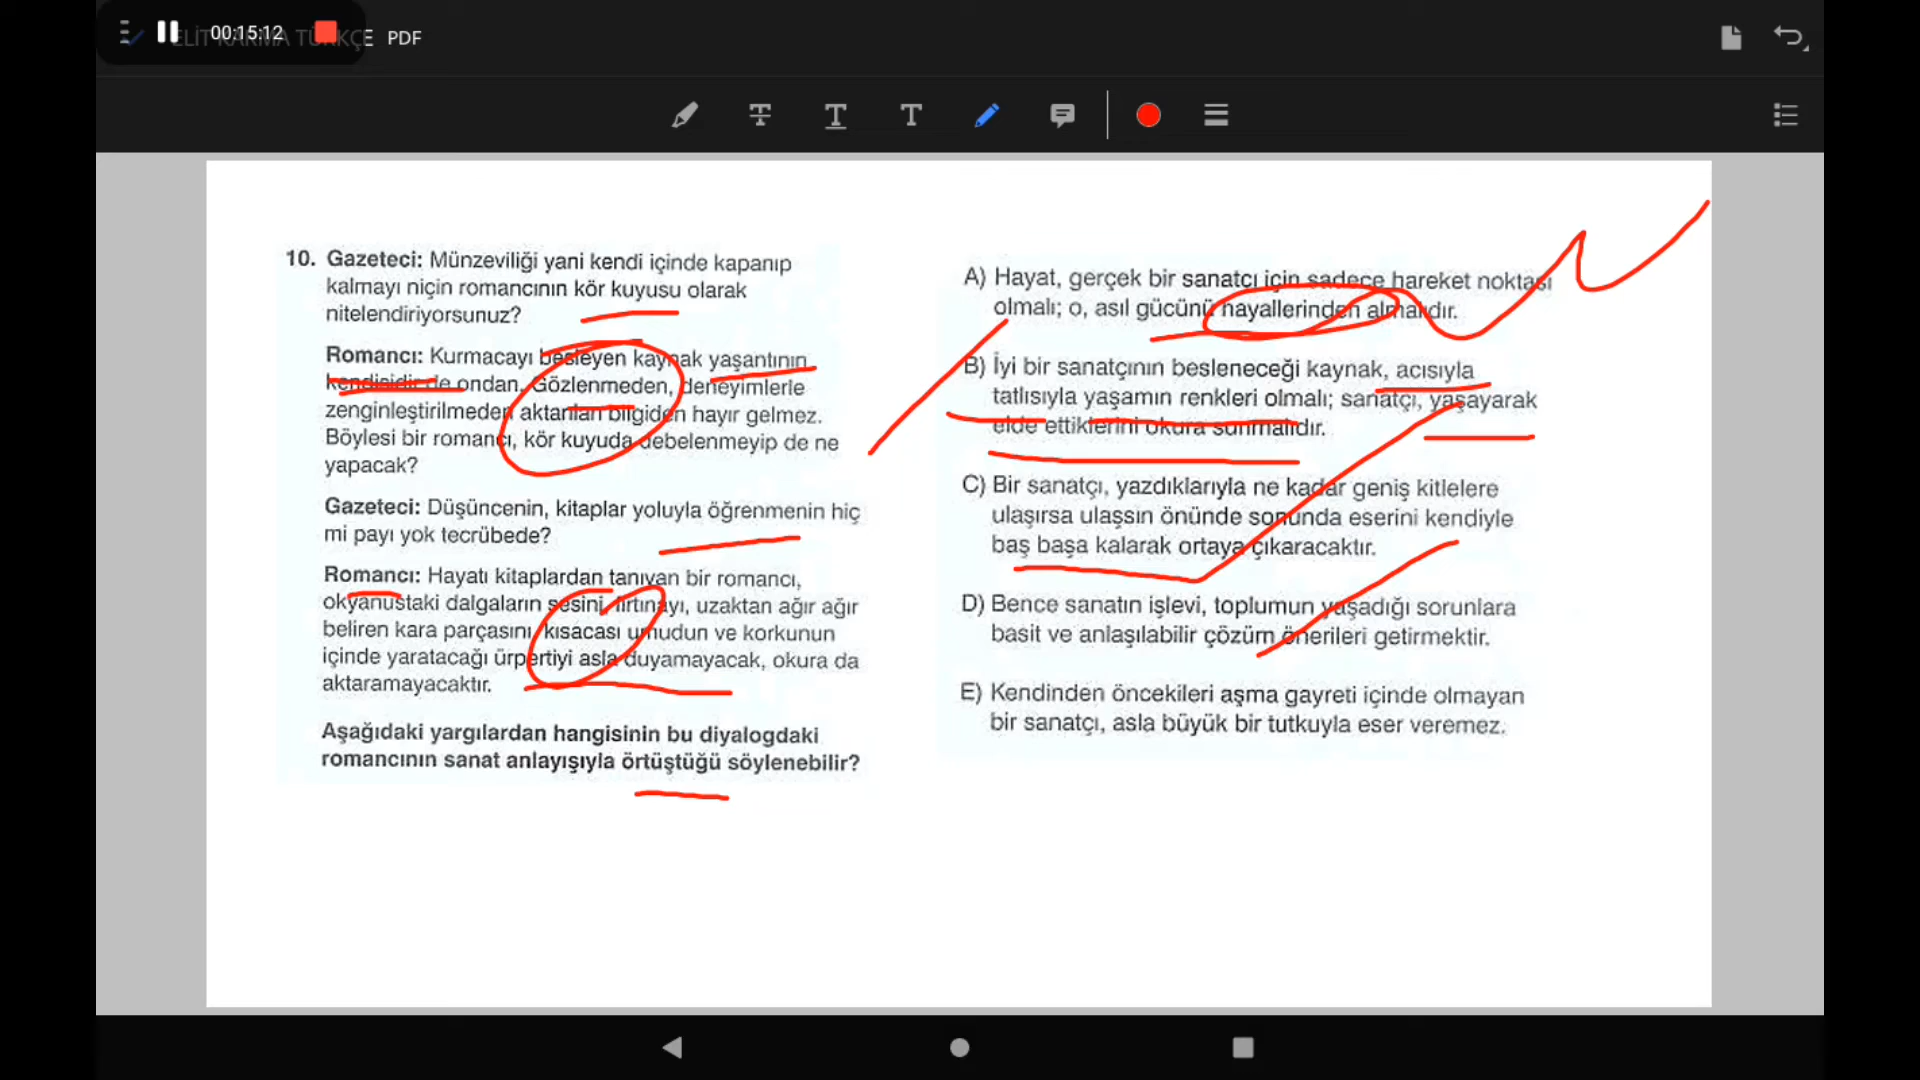 00:15:12
ELİT KARMA TÜRKÇE PDF
10. Gazeteci: Münzeviliği yani kendi içinde kapanıp
kalmayı niçin romancının kör kuyusu olarak
nitelendiriyorsunuz?
Romancı: Kurmacayı besleyen kaynak yaşantının
kendisidir de ondan. Gözlenmeden, deneyimlerle
zenginleştirilmeden aktarılan bilgiden hayır gelmez.
Böylesi bir romancı, kör kuyuda debelenmeyip de ne
yapacak?
Gazeteci: Düşüncenin, kitaplar yoluyla öğrenmenin hiç
mi payı yok tecrübede?
Romancı: Hayatı kitaplardan tanıyan bir romancı,
okyanustaki dalgaların sesini, fırtınayı, uzaktan ağır ağır
beliren kara parçasını, kısacası umudun ve korkunun
içinde yaratacağı ürpertiyi asla duyamayacak, okura da
aktaramayacaktır.
Aşağıdaki yargılardan hangisinin bu diyalogdaki
romancının sanat anlayışıyla örtüştüğü söylenebilir?
A) Hayat, gerçek bir sanatçı için sadece hareket noktası
olmalı; o, asıl gücünü hayallerinden almalıdır.
B) İyi bir sanatçının besleneceği kaynak, acısıyla
tatlısıyla yaşamın renkleri olmalı; sanatçı, yaşayarak
elde ettiklerini okura sunmalıdır.
C) Bir sanatçı, yazdıklarıyla ne kadar geniş kitlelere
ulaşırsa ulaşsın önünde sonunda eserini kendiyle
baş başa kalarak ortaya çıkaracaktır.
D) Bence sanatın işlevi, toplumun yaşadığı sorunlara
basit ve anlaşılabilir çözüm önerileri getirmektir.
E) Kendinden öncekileri aşma gayreti içinde olmayan
bir sanatçı, asla büyük bir tutkuyla eser veremez.